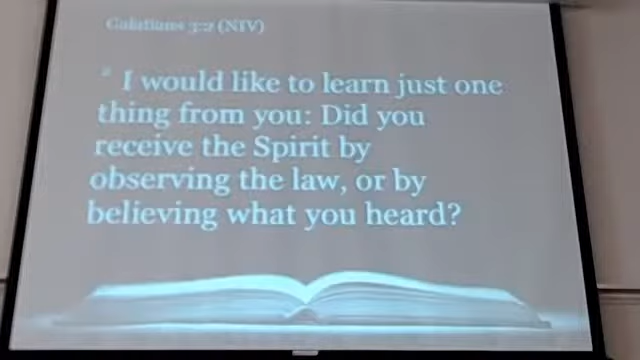 Galatians 3:2 (NIV)
2 I would like to learn just one
thing from you: Did you
receive the Spirit by
observing the law, or by
believing what you heard?